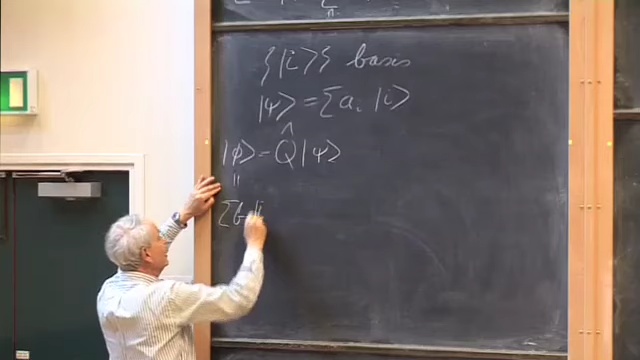 {|i>} basis
|ψ> = Σ aᵢ |i>
|φ> = Q̂|ψ>
"
Σ b |i